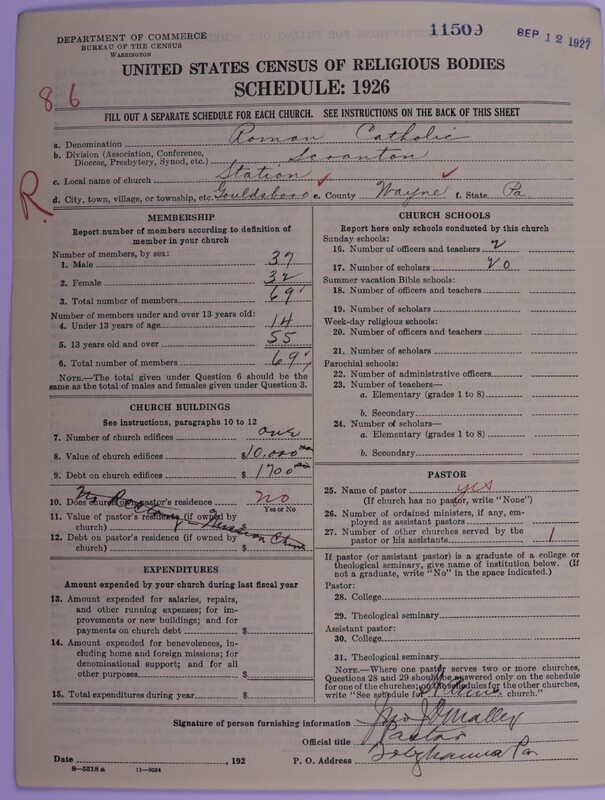 DEPARTMENT OF COMMERCE
BUREAU OF THE CENSUS
WASHINGTON
11509
SEP 12 1927
UNITED STATES CENSUS OF RELIGIOUS BODIES
SCHEDULE: 1926
86
FILL OUT A SEPARATE SCHEDULE FOR EACH CHURCH. SEE INSTRUCTIONS ON THE BACK OF THIS SHEET
a. Denomination Roman Catholic
b. Division (Association, Conference, Diocese, Presbytery, Synod, etc.) Scranton
c. Local name of church Station
R
d. City, town, village, or township, etc. Gouldsboro e. County Wayne f. State Pa
MEMBERSHIP
Report number of members according to definition of
member in your church
Number of members, by sex:
1. Male 37
2. Female 32
3. Total number of members 69
Number of members under and over 13 years old:
4. Under 13 years of age 14
5. 13 years old and over 55
6. Total number of members 69
NOTE.—The total given under Question 6 should be
same as the total of males and females given under Question 3.
CHURCH BUILDINGS
See instructions, paragraphs 10 to 12
7. Number of church edifices one
8. Value of church edifices $ 10,000
9. Debt on church edifices $ 1700
10. Does church own pastor's residence No
Yes or No
No Rectory - Mission Church
11. Value of pastor's residence (if owned by
church) $
12. Debt on pastor's residence (if owned by
church) $
EXPENDITURES
Amount expended by your church during last fiscal year
13. Amount expended for salaries, repairs,
and other running expenses; for im-
provements or new buildings; and for
payments on church debt $
14. Amount expended for benevolences, in-
cluding home and foreign missions; for
denominational support; and for all
other purposes $
15. Total expenditures during year $
CHURCH SCHOOLS
Report here only schools conducted by this church
Sunday schools:
16. Number of officers and teachers 2
17. Number of scholars 20
Summer vacation Bible schools:
18. Number of officers and teachers
19. Number of scholars
Week-day religious schools:
20. Number of officers and teachers
21. Number of scholars
Parochial schools:
22. Number of administrative officers
23. Number of teachers—
a. Elementary (grades 1 to 8)
b. Secondary
24. Number of scholars—
a. Elementary (grades 1 to 8)
b. Secondary
PASTOR
25. Name of pastor yes
(If church has no pastor, write "None")
26. Number of ordained ministers, if any, em-
ployed as assistant pastors
27. Number of other churches served by the
pastor or his assistants 1
If pastor (or assistant pastor) is a graduate of a college or
theological seminary, give name of institution below. (If
not a graduate, write "No" in the space indicated.)
Pastor:
28. College
29. Theological seminary
Assistant pastor:
30. College
31. Theological seminary
NOTE.—Where one pastor serves two or more churches,
Questions 28 and 29 should be answered only on the schedule
for one of the churches; on the schedules for the other churches,
write "See schedule for church."
Signature of person furnishing information Jno J O'Malley
Official title Pastor
Date , 192
P. O. Address Tobyhanna Pa
8—5218 a 11—9034